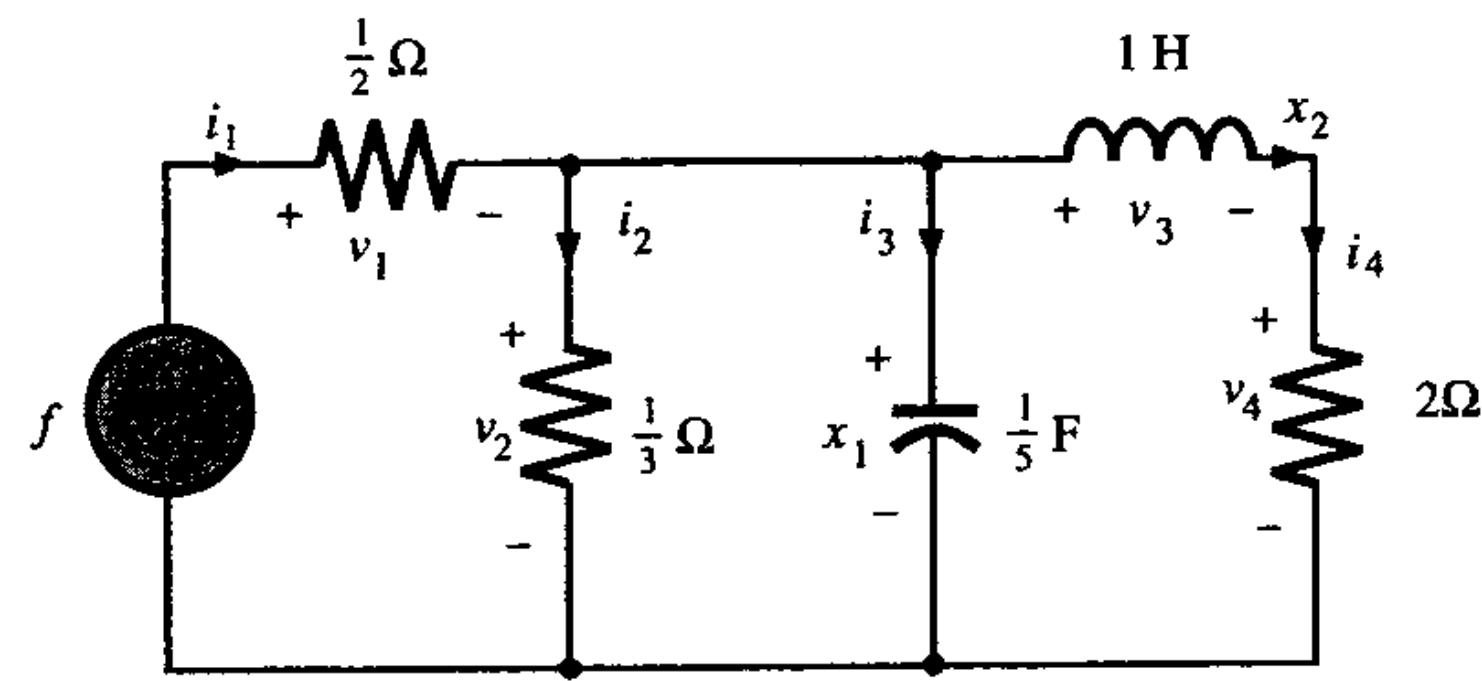 1/2 Ω
1 H
i₁
x₂
+ v₁ −
i₂
i₃
+ v₃ −
i₄
+
v₂
−
1/3 Ω
+
x₁
−
1/5 F
+
v₄
−
2Ω
f